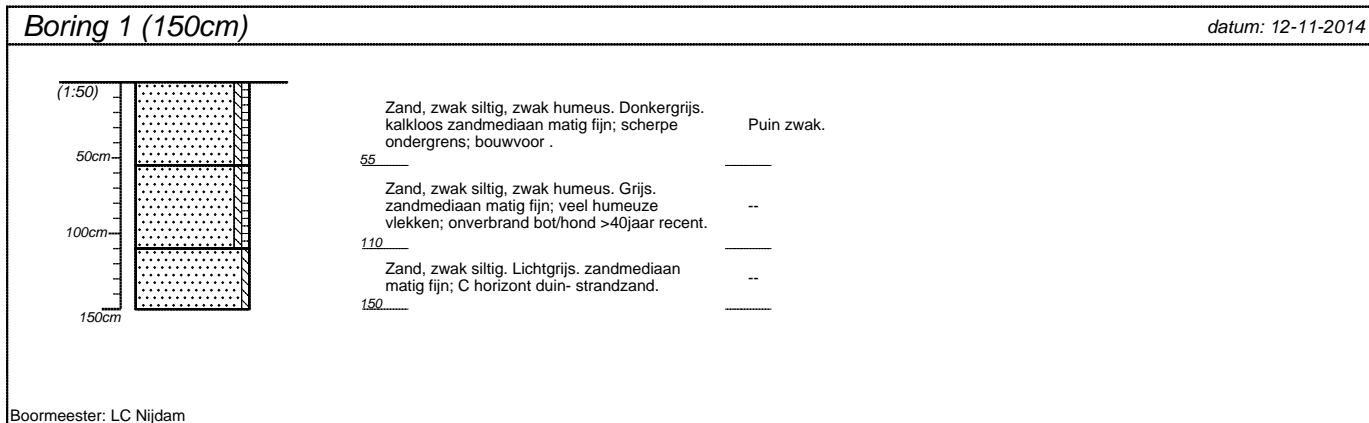 Boring 1 (150cm)
datum: 12-11-2014
(1:50)
50cm
100cm
150cm
Zand, zwak siltig, zwak humeus. Donkergrijs.
kalkloos zandmediaan matig fijn; scherpe
ondergrens; bouwvoor .
Puin zwak.
55
Zand, zwak siltig, zwak humeus. Grijs.
zandmediaan matig fijn; veel humeuze
vlekken; onverbrand bot/hond >40jaar recent.
--
110
Zand, zwak siltig. Lichtgrijs. zandmediaan
matig fijn; C horizont duin- strandzand.
--
150
Boormeester: LC Nijdam